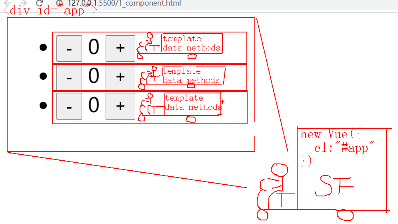 127.0.0.1:5500/1_component.html
div id="app"
- 0 + template
data methods
- 0 + template
data methods
- 0 + template
data methods
new Vue(
el:"#app"
})
SF